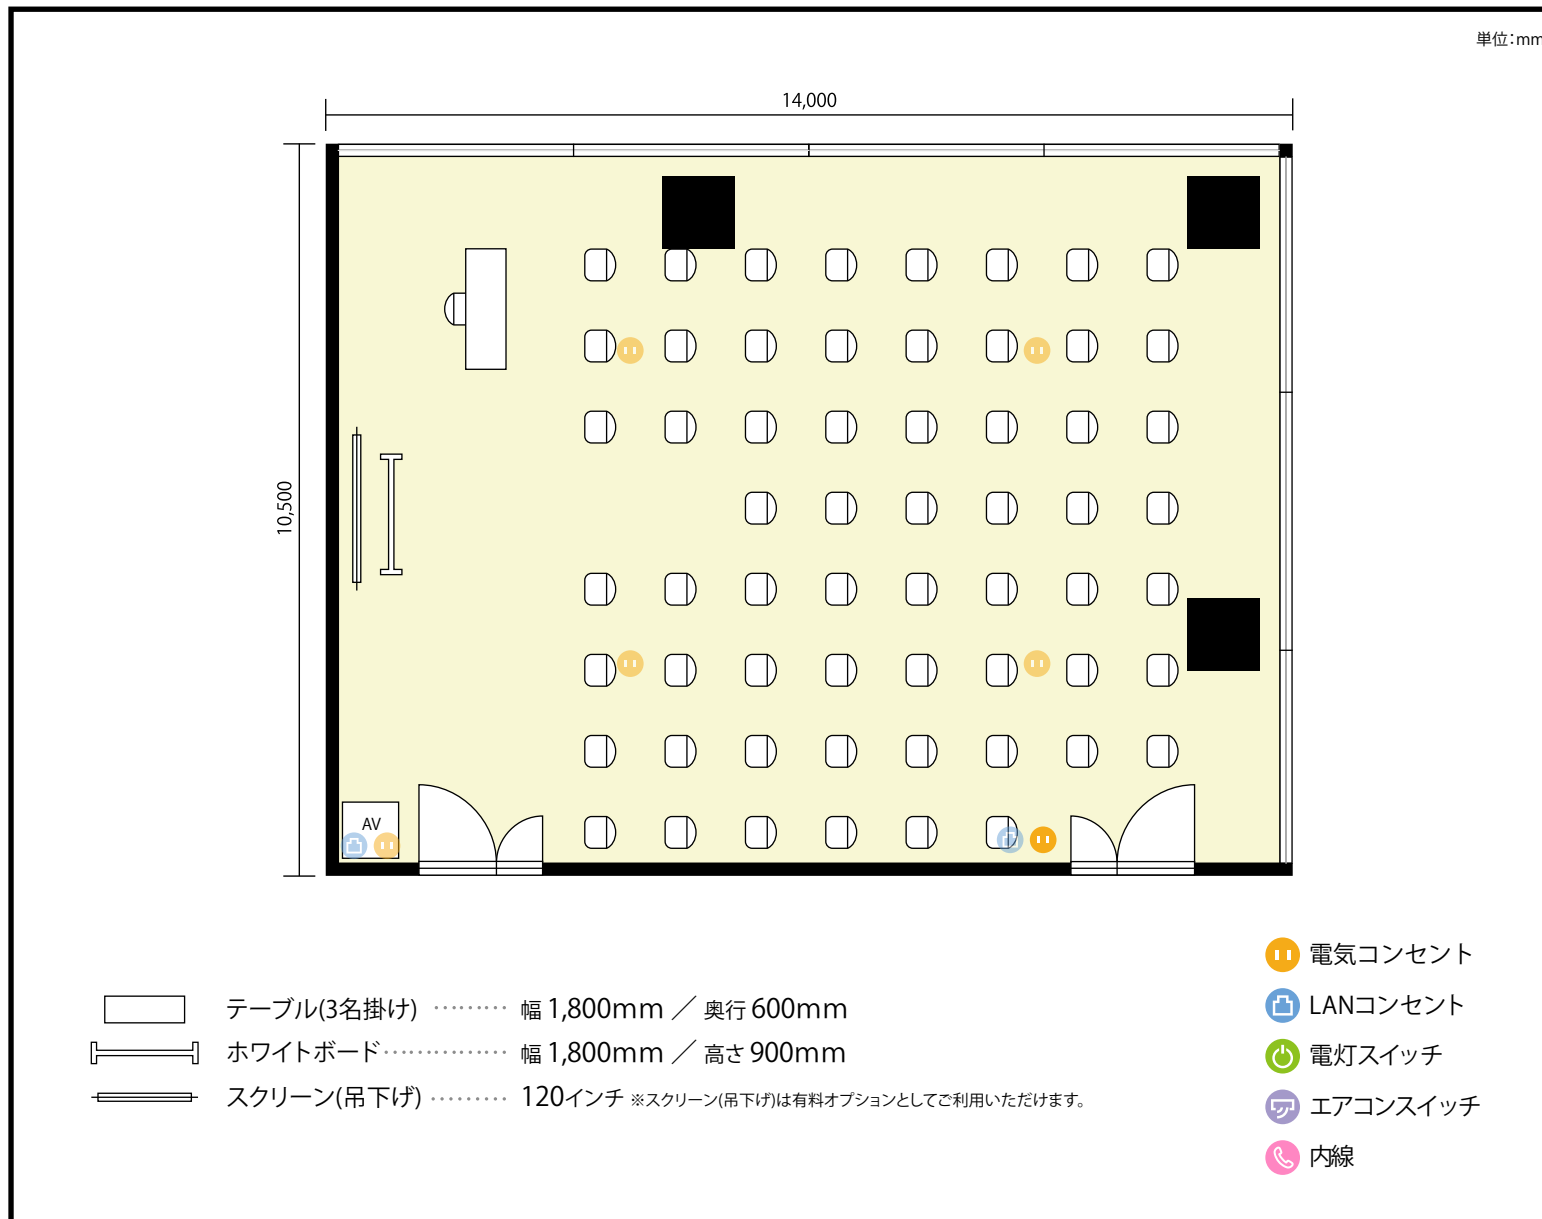 単位：mm
14,000
10,500
AV
電気コンセント
テーブル(3名掛け) ……… 幅 1,800mm ／ 奥行 600mm
LANコンセント
ホワイトボード…………… 幅 1,800mm ／ 高さ 900mm
電灯スイッチ
スクリーン(吊下げ) ……… 120インチ ※スクリーン(吊下げ)は有料オプションとしてご利用いただけます。
エアコンスイッチ
内線